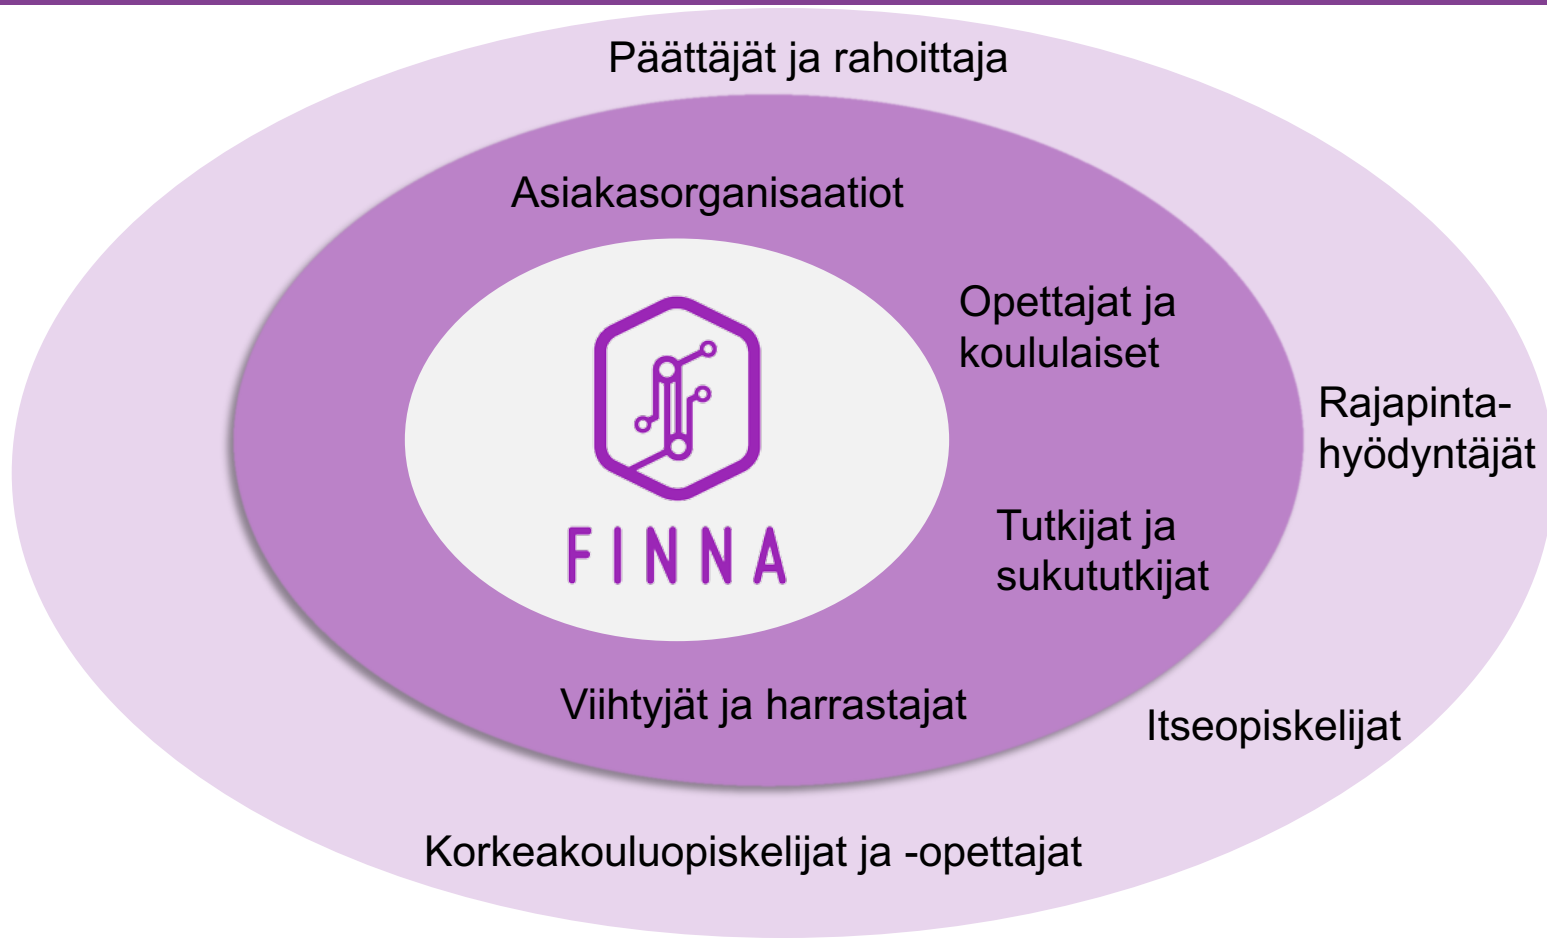 Päättäjät ja rahoittaja
Asiakasorganisaatiot
Opettajat ja
koululaiset
Rajapinta-
hyödyntäjät
FINNA
Tutkijat ja
sukututkijat
Viihtyjät ja harrastajat
Itseopiskelijat
Korkeakouluopiskelijat ja -opettajat